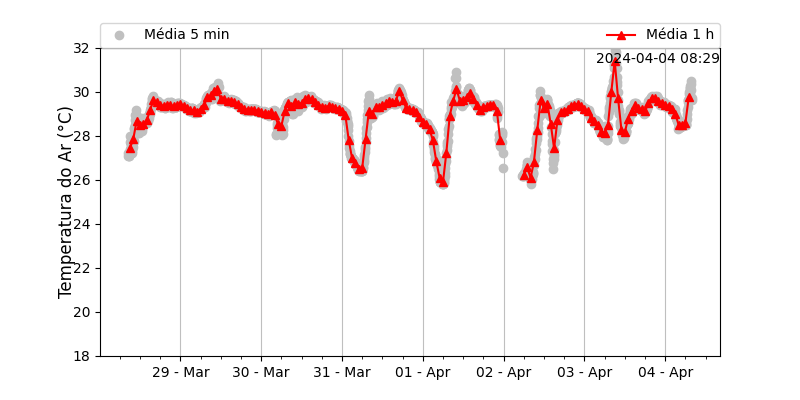 Média 5 min
Média 1 h
2024-04-04 08:29
Temperatura do Ar (°C)
32
30
28
26
24
22
20
18
29 - Mar
30 - Mar
31 - Mar
01 - Apr
02 - Apr
03 - Apr
04 - Apr